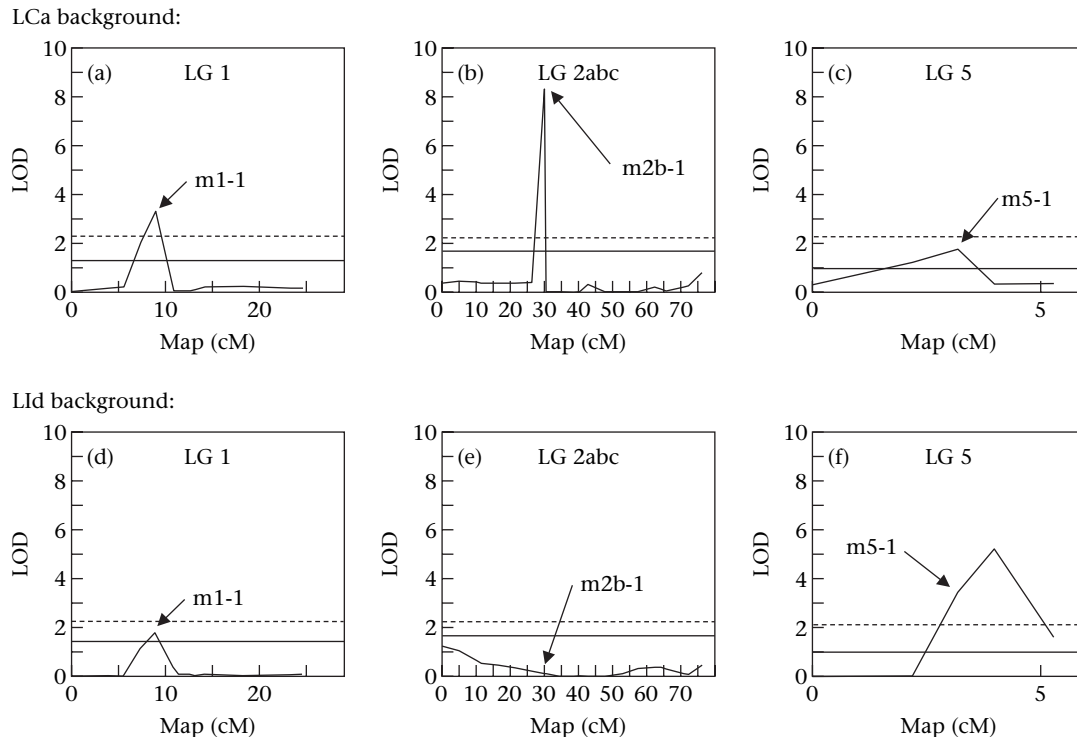 LCa background:
(a) LG 1
10
8
6
4
2
0
LOD
m1-1
0 10 20
Map (cM)
(b) LG 2abc
10
8
6
4
2
0
LOD
m2b-1
0 10 20 30 40 50 60 70
Map (cM)
(c) LG 5
10
8
6
4
2
0
LOD
m5-1
0 5
Map (cM)
LId background:
(d) LG 1
10
8
6
4
2
0
LOD
m1-1
0 10 20
Map (cM)
(e) LG 2abc
10
8
6
4
2
0
LOD
m2b-1
0 10 20 30 40 50 60 70
Map (cM)
(f) LG 5
10
8
6
4
2
0
LOD
m5-1
0 5
Map (cM)